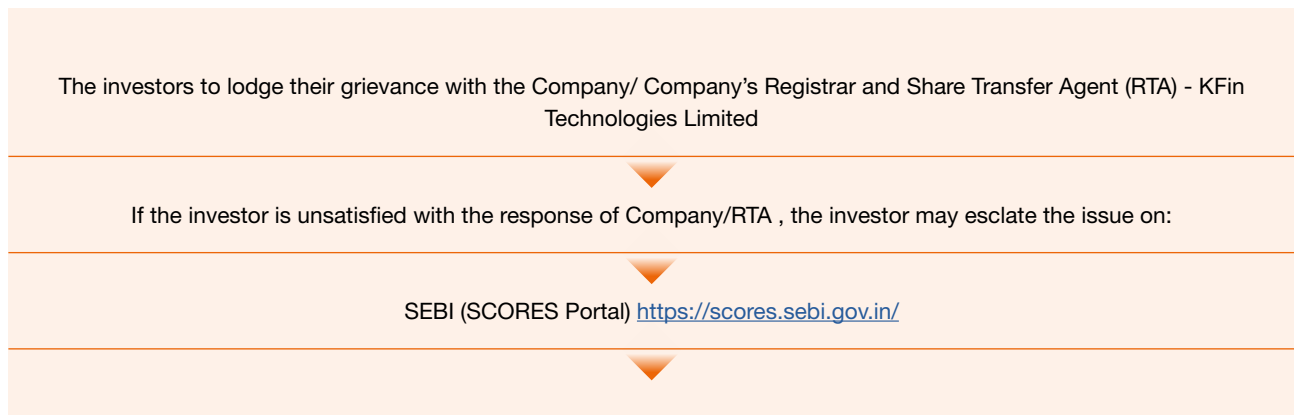 The investors to lodge their grievance with the Company/ Company’s Registrar and Share Transfer Agent (RTA) - KFin
Technologies Limited
If the investor is unsatisfied with the response of Company/RTA , the investor may esclate the issue on:
SEBI (SCORES Portal) https://scores.sebi.gov.in/